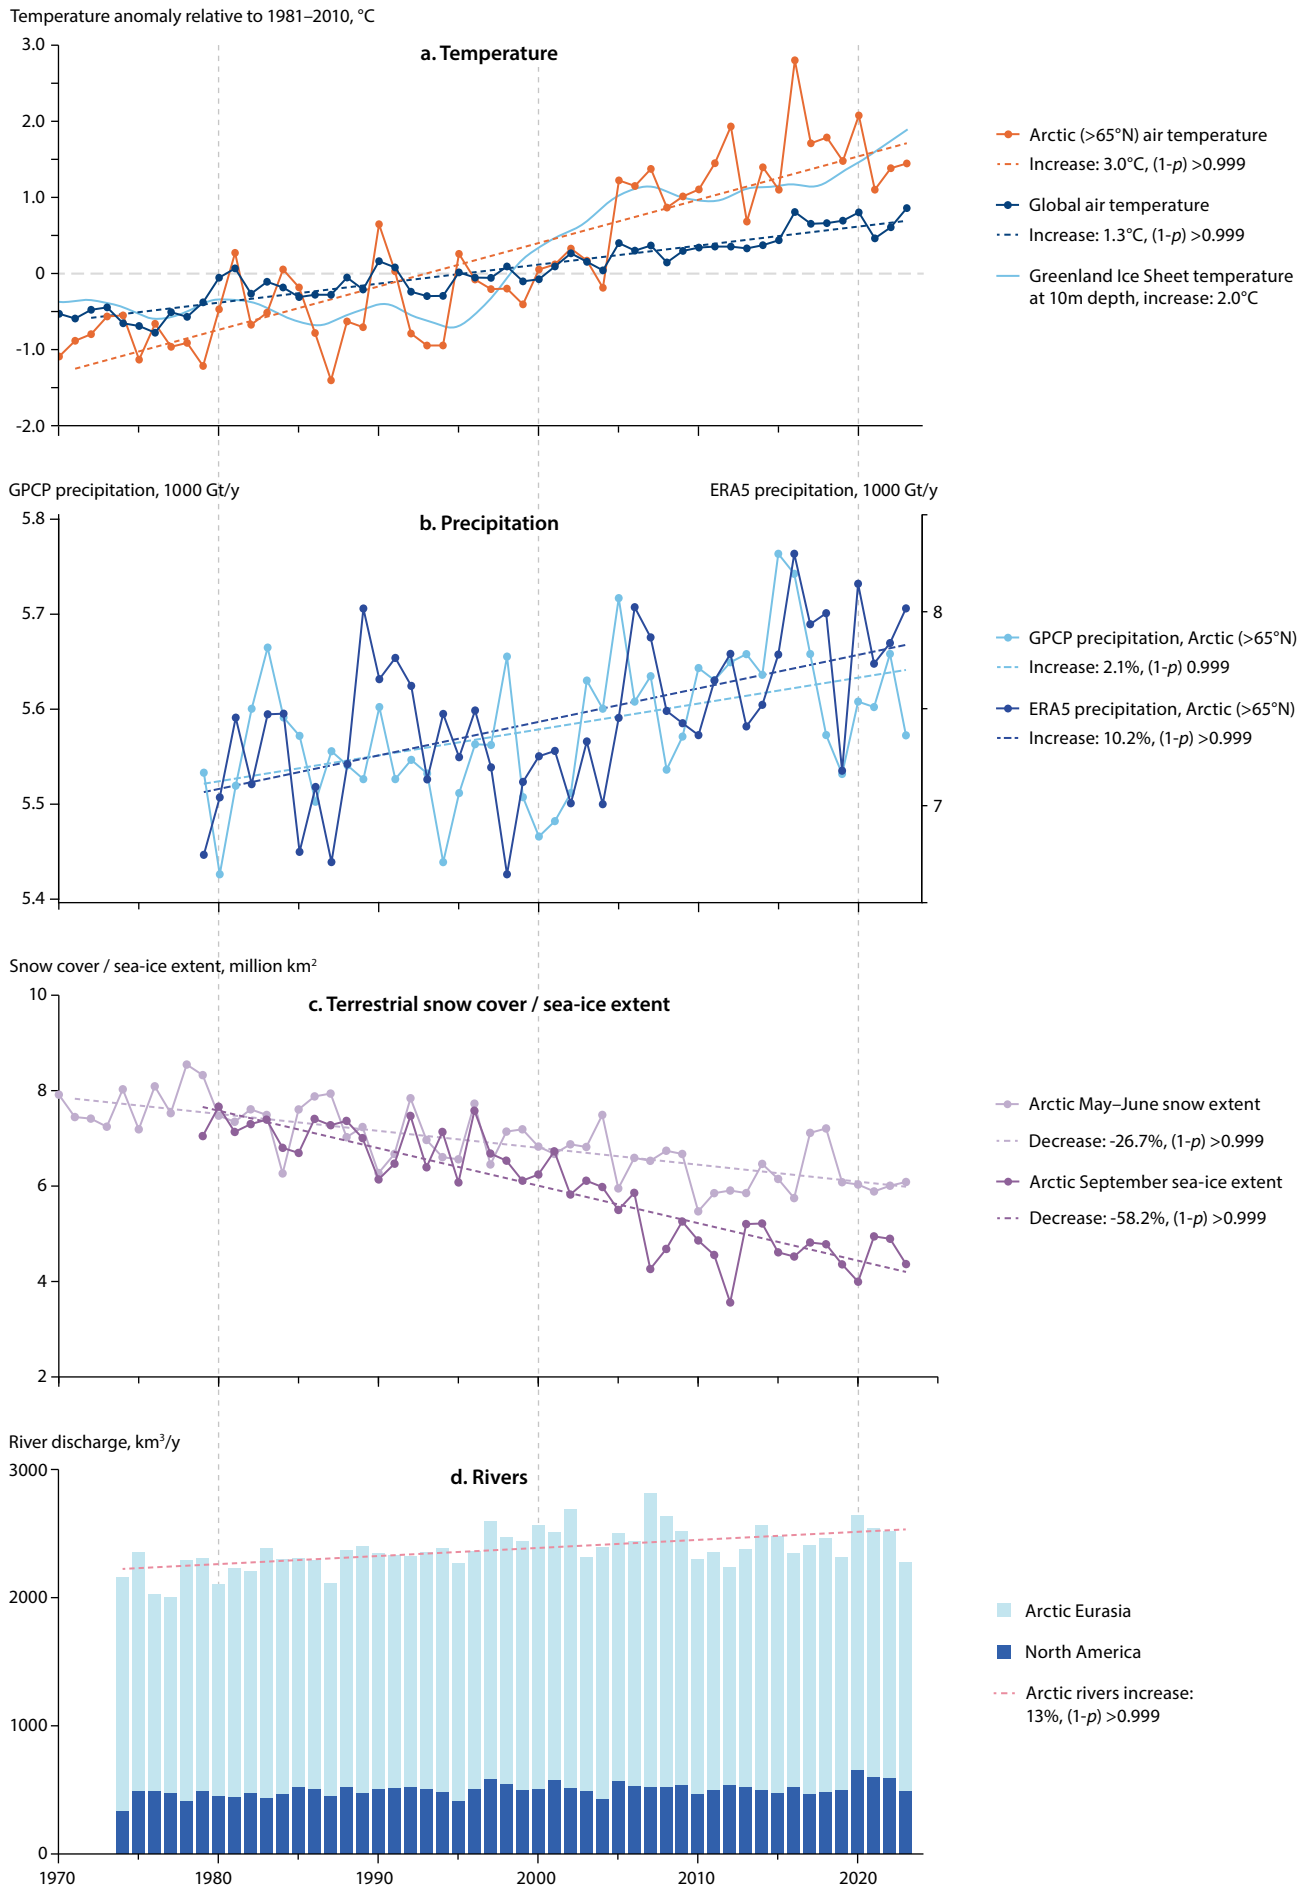 Temperature anomaly relative to 1981–2010, °C
a. Temperature
3.0
2.0
1.0
0
-1.0
-2.0
Arctic (>65°N) air temperature
Increase: 3.0°C, (1-p) >0.999
Global air temperature
Increase: 1.3°C, (1-p) >0.999
Greenland Ice Sheet temperature
at 10m depth, increase: 2.0°C
GPCP precipitation, 1000 Gt/y
ERA5 precipitation, 1000 Gt/y
b. Precipitation
5.8
5.7
5.6
5.5
5.4
8
7
GPCP precipitation, Arctic (>65°N)
Increase: 2.1%, (1-p) 0.999
ERA5 precipitation, Arctic (>65°N)
Increase: 10.2%, (1-p) >0.999
Snow cover / sea-ice extent, million km²
c. Terrestrial snow cover / sea-ice extent
10
8
6
4
2
Arctic May–June snow extent
Decrease: -26.7%, (1-p) >0.999
Arctic September sea-ice extent
Decrease: -58.2%, (1-p) >0.999
River discharge, km³/y
d. Rivers
3000
2000
1000
0
1970 1980 1990 2000 2010 2020
Arctic Eurasia
North America
Arctic rivers increase:
13%, (1-p) >0.999